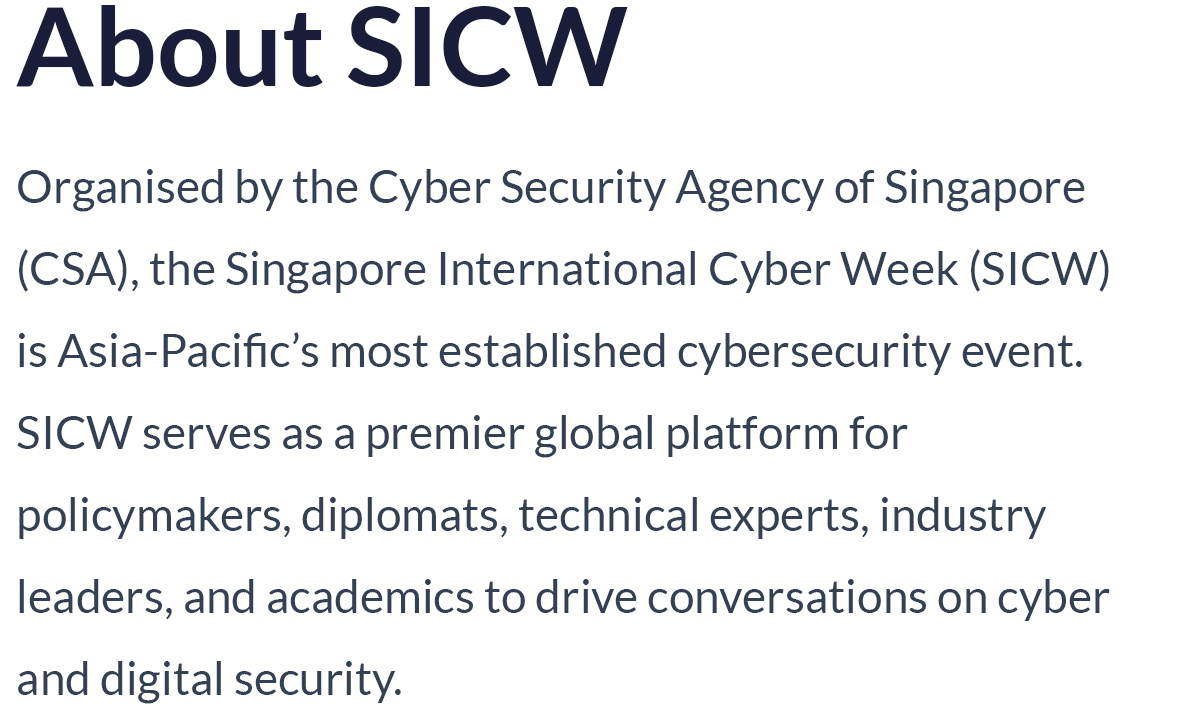 About SICW
Organised by the Cyber Security Agency of Singapore
(CSA), the Singapore International Cyber Week (SICW)
is Asia-Pacific’s most established cybersecurity event.
SICW serves as a premier global platform for
policymakers, diplomats, technical experts, industry
leaders, and academics to drive conversations on cyber
and digital security.